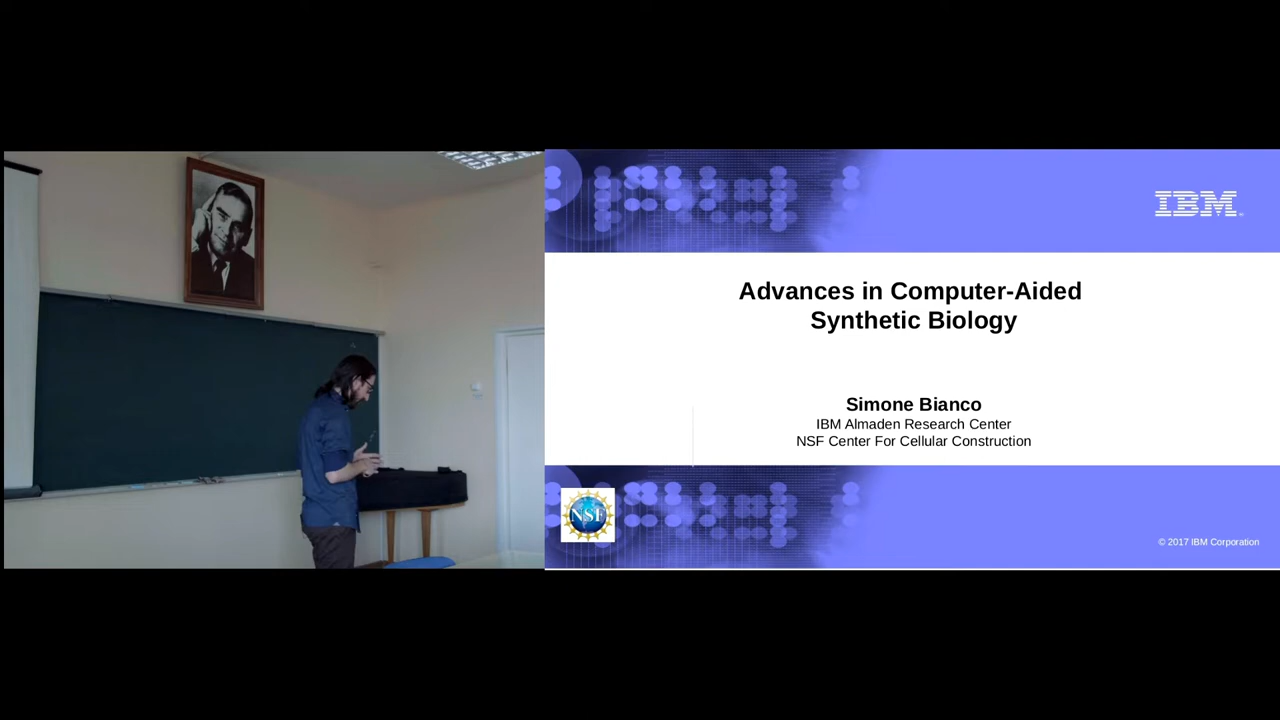 IBM
Advances in Computer-Aided
Synthetic Biology
Simone Bianco
IBM Almaden Research Center
NSF Center For Cellular Construction
NSF
© 2017 IBM Corporation